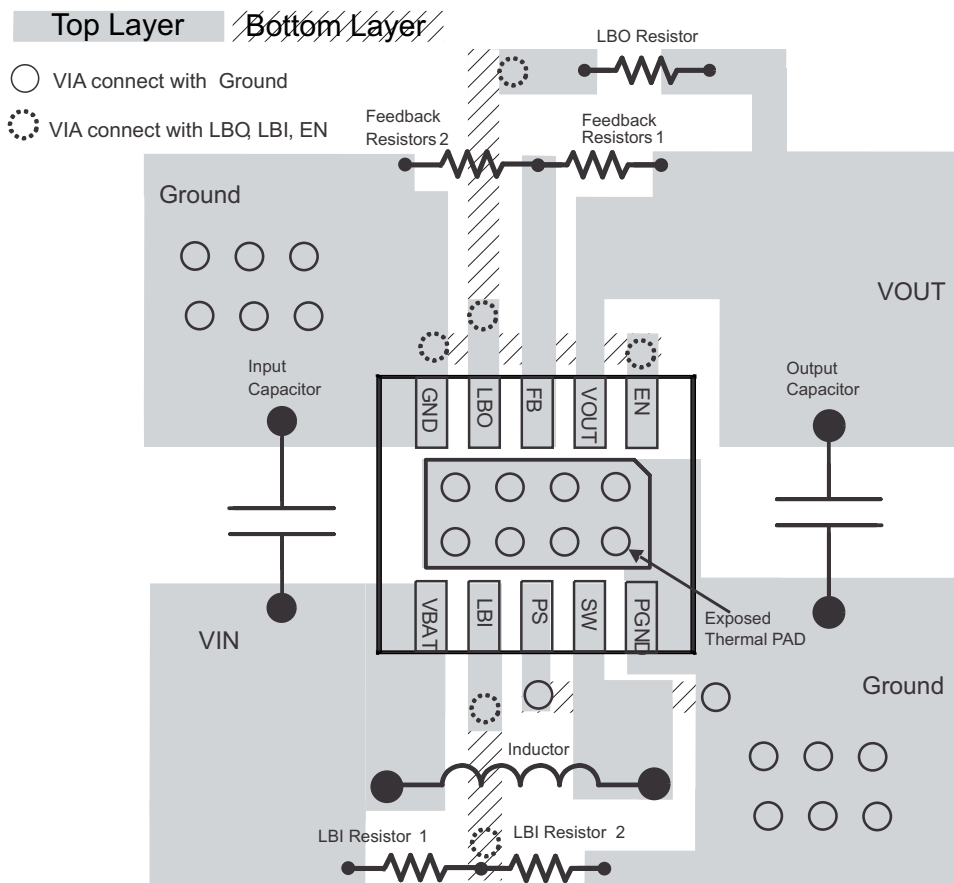 Top Layer
Bottom Layer
VIA connect with Ground
VIA connect with LBO, LBI, EN
LBO Resistor
Feedback
Resistors 2
Feedback
Resistors 1
Ground
VOUT
Input
Capacitor
Output
Capacitor
GND
LBO
FB
VOUT
EN
VBAT
LBI
PS
SW
PGND
Exposed
Thermal PAD
VIN
Ground
Inductor
LBI Resistor 1
LBI Resistor 2